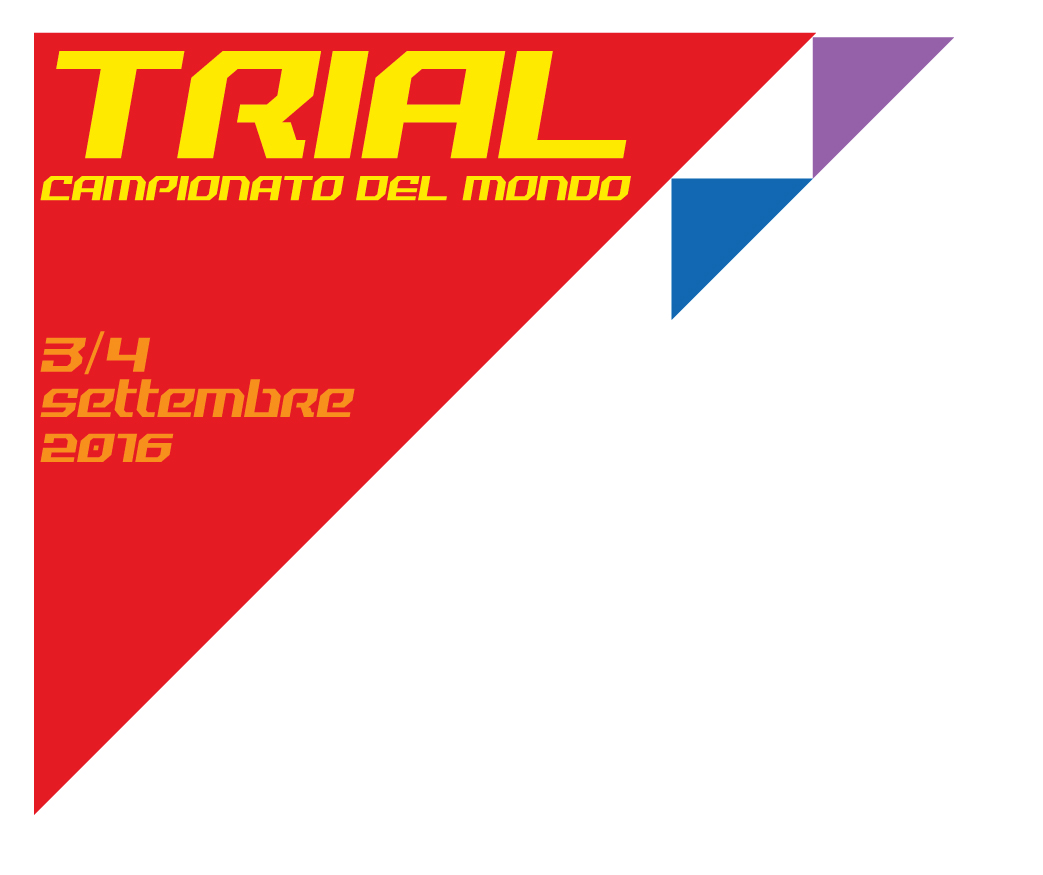 TRIAL
CAMPIONATO DEL MONDO
3/4
settembre
2016